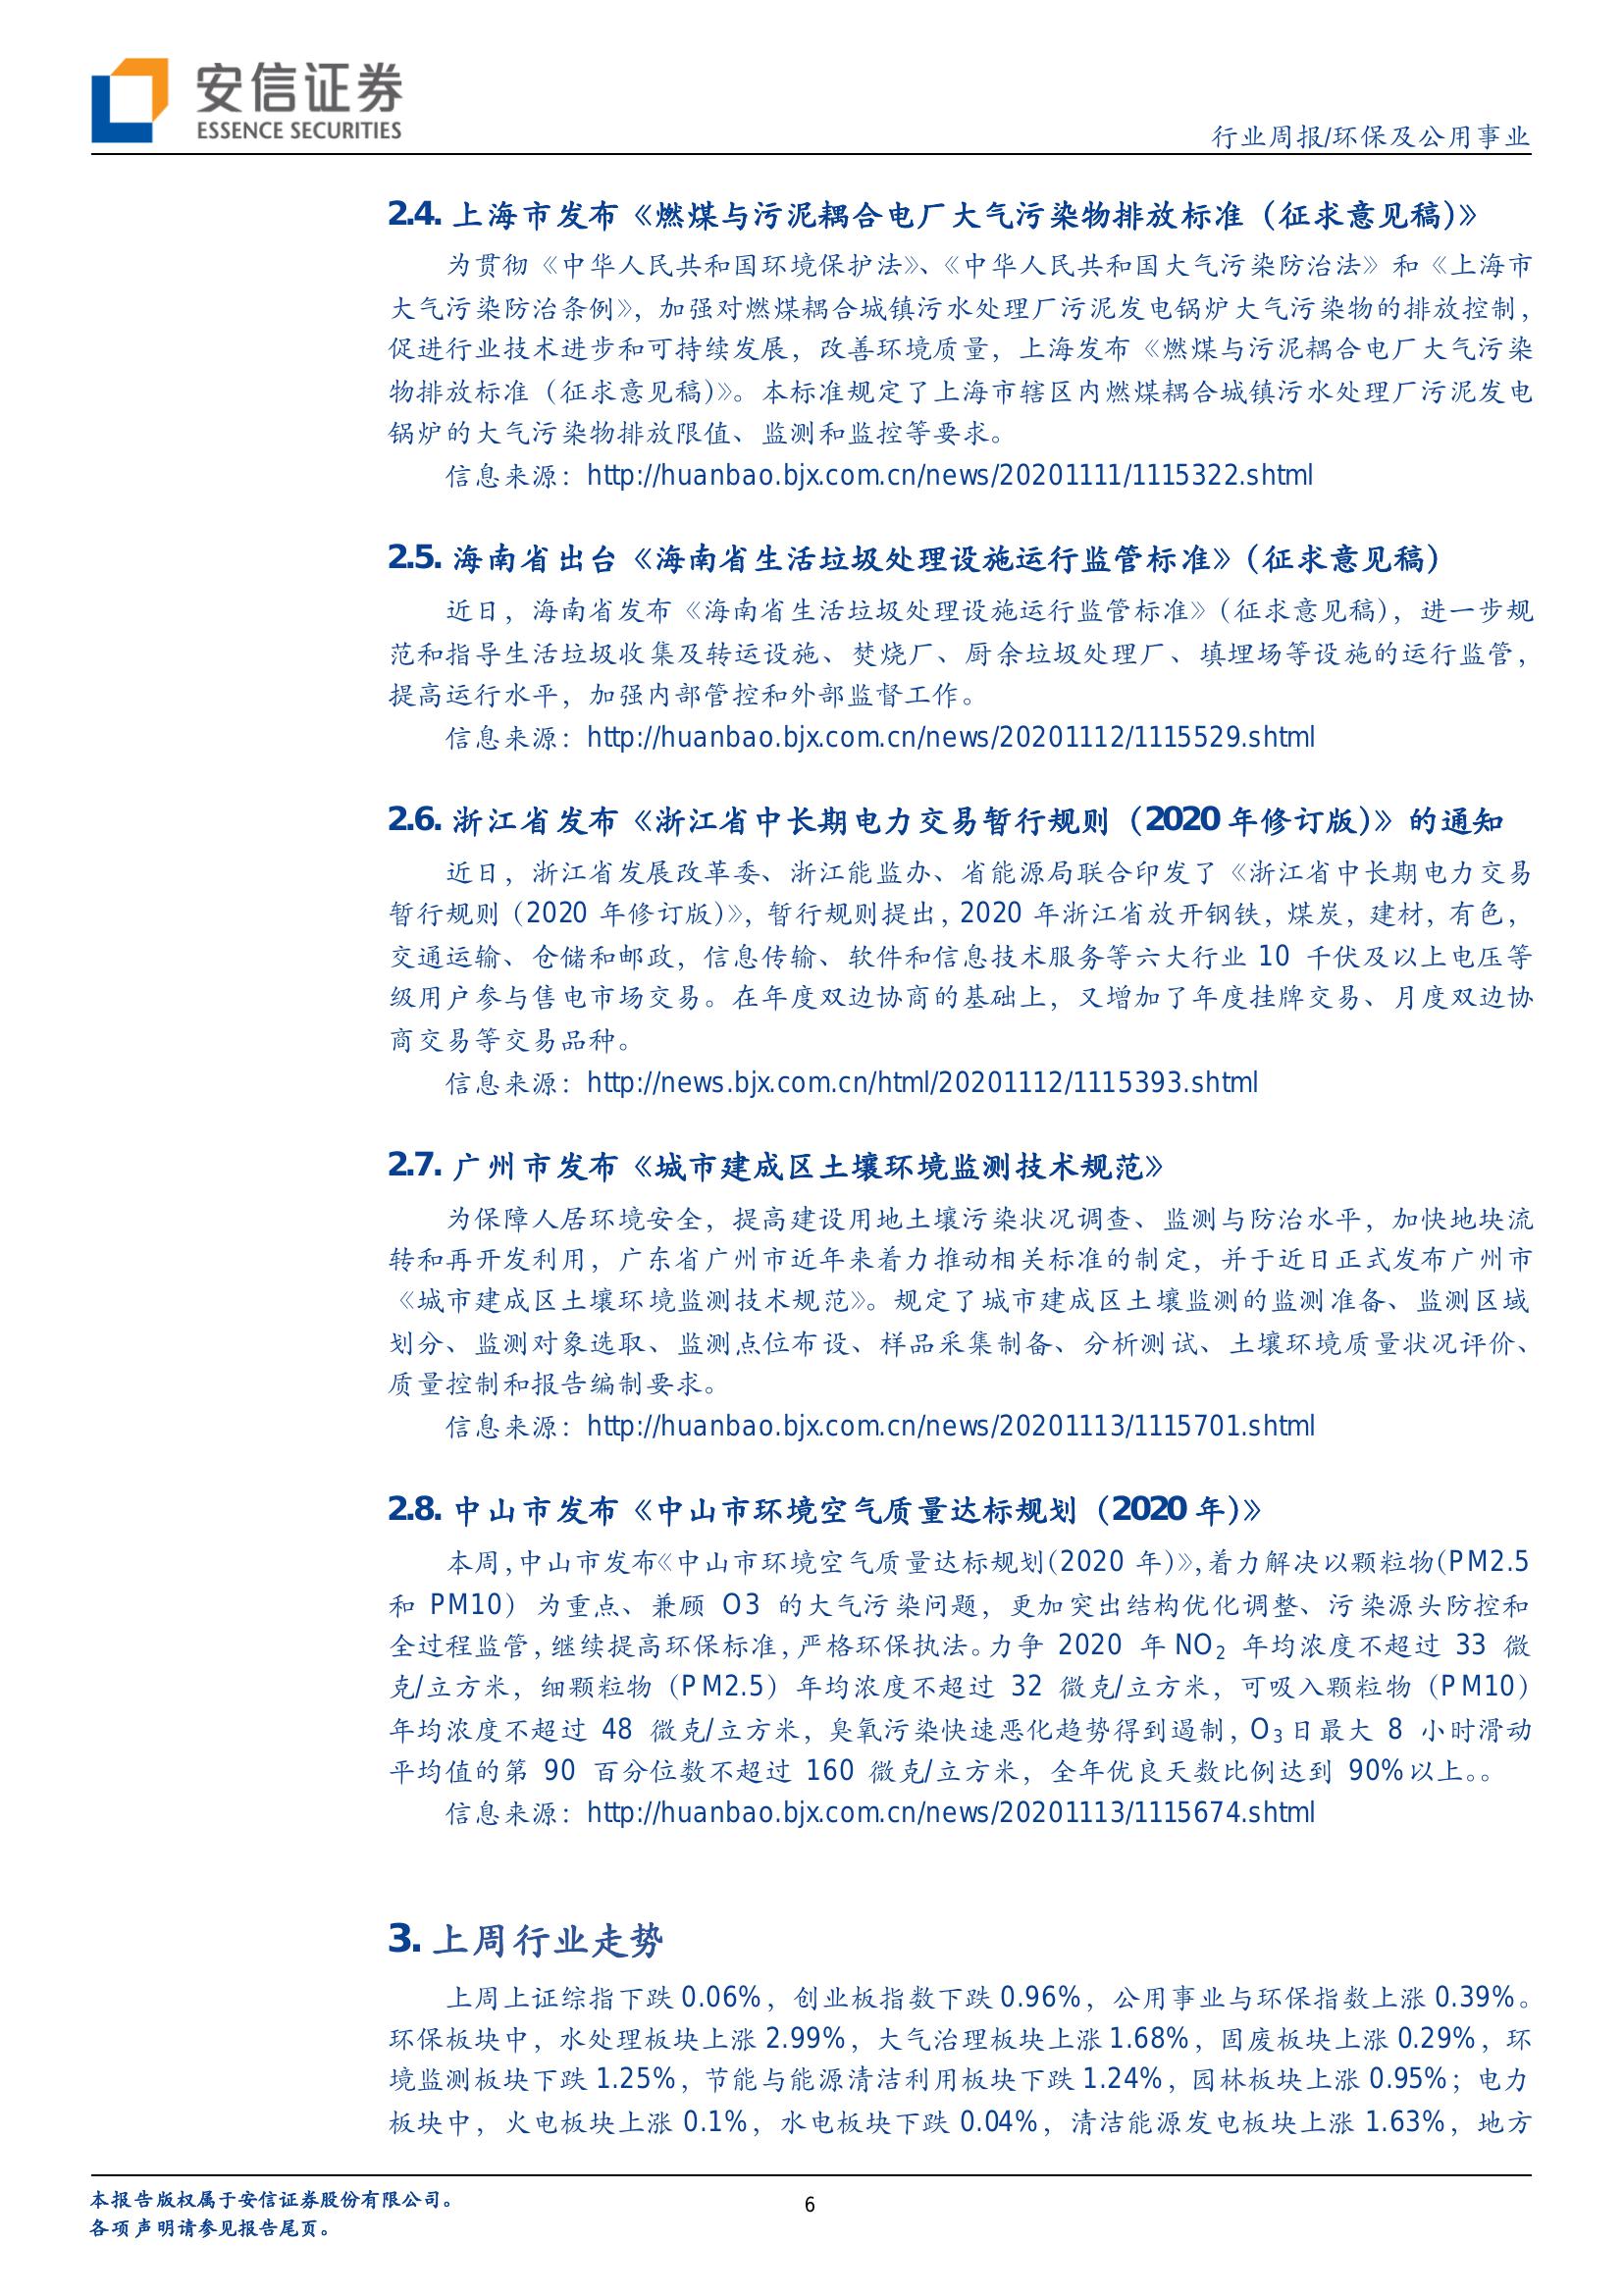 安信证券
ESSENCE SECURITIES
行业周报/环保及公用事业
2.4. 上海市发布《燃煤与污泥耦合电厂大气污染物排放标准（征求意见稿）》
为贯彻《中华人民共和国环境保护法》、《中华人民共和国大气污染防治法》和《上海市
大气污染防治条例》，加强对燃煤耦合城镇污水处理厂污泥发电锅炉大气污染物的排放控制，
促进行业技术进步和可持续发展，改善环境质量，上海发布《燃煤与污泥耦合电厂大气污染
物排放标准（征求意见稿）》。本标准规定了上海市辖区内燃煤耦合城镇污水处理厂污泥发电
锅炉的大气污染物排放限值、监测和监控等要求。
信息来源：http://huanbao.bjx.com.cn/news/20201111/1115322.shtml
2.5. 海南省出台《海南省生活垃圾处理设施运行监管标准》（征求意见稿）
近日，海南省发布《海南省生活垃圾处理设施运行监管标准》（征求意见稿），进一步规
范和指导生活垃圾收集及转运设施、焚烧厂、厨余垃圾处理厂、填埋场等设施的运行监管，
提高运行水平，加强内部管控和外部监督工作。
信息来源：http://huanbao.bjx.com.cn/news/20201112/1115529.shtml
2.6. 浙江省发布《浙江省中长期电力交易暂行规则（2020 年修订版）》的通知
近日，浙江省发展改革委、浙江能监办、省能源局联合印发了《浙江省中长期电力交易
暂行规则（2020 年修订版）》，暂行规则提出，2020 年浙江省放开钢铁，煤炭，建材，有色，
交通运输、仓储和邮政，信息传输、软件和信息技术服务等六大行业 10 千伏及以上电压等
级用户参与售电市场交易。在年度双边协商的基础上，又增加了年度挂牌交易、月度双边协
商交易等交易品种。
信息来源：http://news.bjx.com.cn/html/20201112/1115393.shtml
2.7. 广州市发布《城市建成区土壤环境监测技术规范》
为保障人居环境安全，提高建设用地土壤污染状况调查、监测与防治水平，加快地块流
转和再开发利用，广东省广州市近年来着力推动相关标准的制定，并于近日正式发布广州市
《城市建成区土壤环境监测技术规范》。规定了城市建成区土壤监测的监测准备、监测区域
划分、监测对象选取、监测点位布设、样品采集制备、分析测试、土壤环境质量状况评价、
质量控制和报告编制要求。
信息来源：http://huanbao.bjx.com.cn/news/20201113/1115701.shtml
2.8. 中山市发布《中山市环境空气质量达标规划（2020 年）》
本周，中山市发布《中山市环境空气质量达标规划（2020 年）》，着力解决以颗粒物（PM2.5
和 PM10）为重点、兼顾 O3 的大气污染问题，更加突出结构优化调整、污染源头防控和
全过程监管，继续提高环保标准，严格环保执法。力争 2020 年 NO₂ 年均浓度不超过 33 微
克/立方米，细颗粒物（PM2.5）年均浓度不超过 32 微克/立方米，可吸入颗粒物（PM10）
年均浓度不超过 48 微克/立方米，臭氧污染快速恶化趋势得到遏制，O₃日最大 8 小时滑动
平均值的第 90 百分位数不超过 160 微克/立方米，全年优良天数比例达到 90%以上。。
信息来源：http://huanbao.bjx.com.cn/news/20201113/1115674.shtml
3. 上周行业走势
上周上证综指下跌 0.06%，创业板指数下跌 0.96%，公用事业与环保指数上涨 0.39%。
环保板块中，水处理板块上涨 2.99%，大气治理板块上涨 1.68%，固废板块上涨 0.29%，环
境监测板块下跌 1.25%，节能与能源清洁利用板块下跌 1.24%，园林板块上涨 0.95%；电力
板块中，火电板块上涨 0.1%，水电板块下跌 0.04%，清洁能源发电板块上涨 1.63%，地方
本报告版权属于安信证券股份有限公司。
6
各项声明请参见报告尾页。